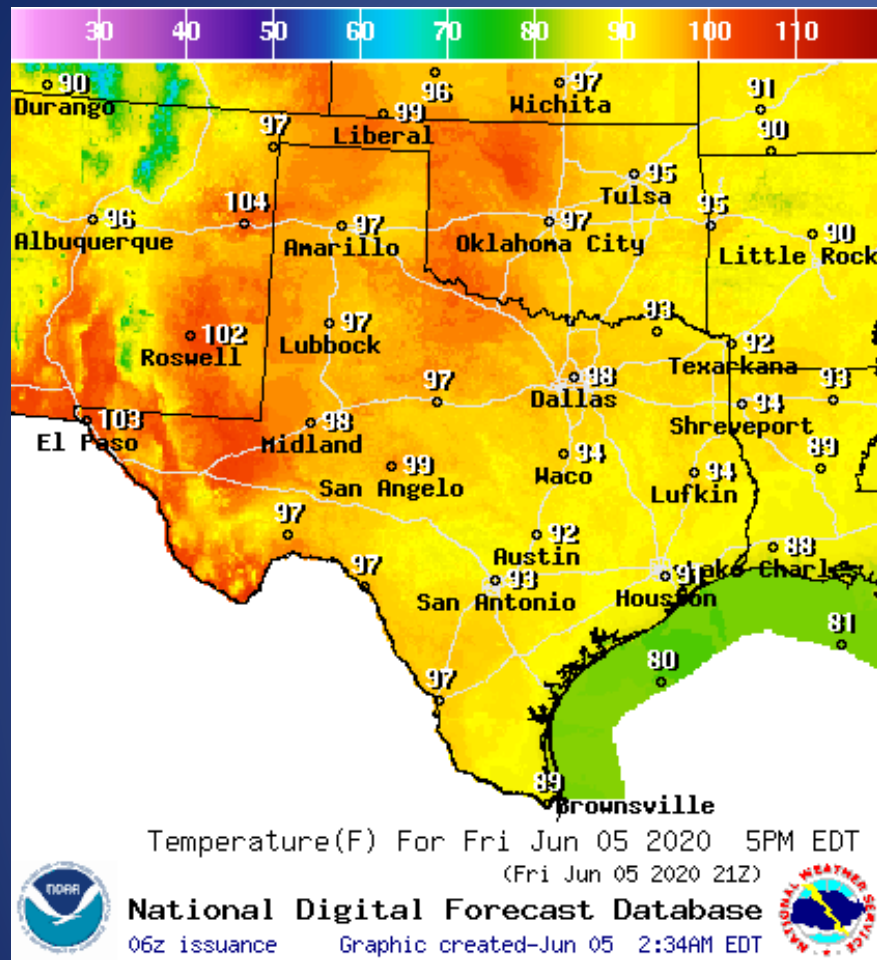 30 40 50 60 70 80 90 100 110
90
Durango
96
97
Wichita
91
99
Liberal
97
90
95
Tulsa
104
96
Albuquerque
97
Amarillo
97
Oklahoma City
95
90
Little Rock
102
Roswell
97
Lubbock
93
92
Texarkana
98
Dallas
97
94
Shreveport
93
103
El Paso
98
Midland
99
San Angelo
94
Waco
94
Lufkin
89
97
92
Austin
88
Lake Charles
97
93
San Antonio
91
Houston
81
80
97
89
Brownsville
Temperature(F) For Fri Jun 05 2020 5PM EDT
(Fri Jun 05 2020 21Z)
NOAA
National Digital Forecast Database
06z issuance Graphic created-Jun 05 2:34AM EDT
NATIONAL WEATHER SERVICE